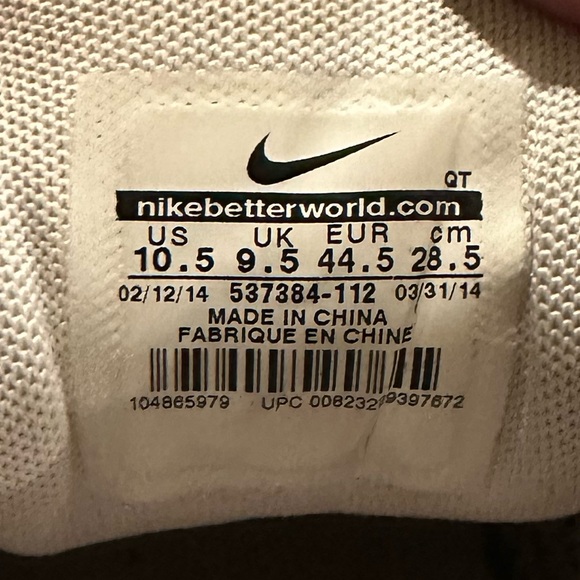 QT
nikebetterworld.com
US UK EUR cm
10.5 9.5 44.5 28.5
02/12/14 537384-112 03/31/14
MADE IN CHINA
FABRIQUE EN CHINE
104865979 UPC